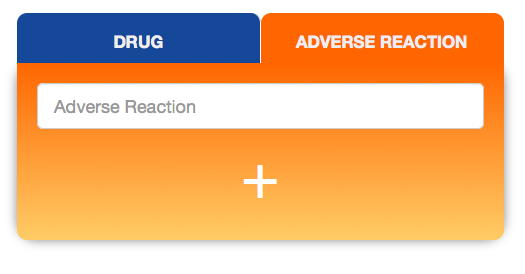 DRUG
ADVERSE REACTION
Adverse Reaction
+